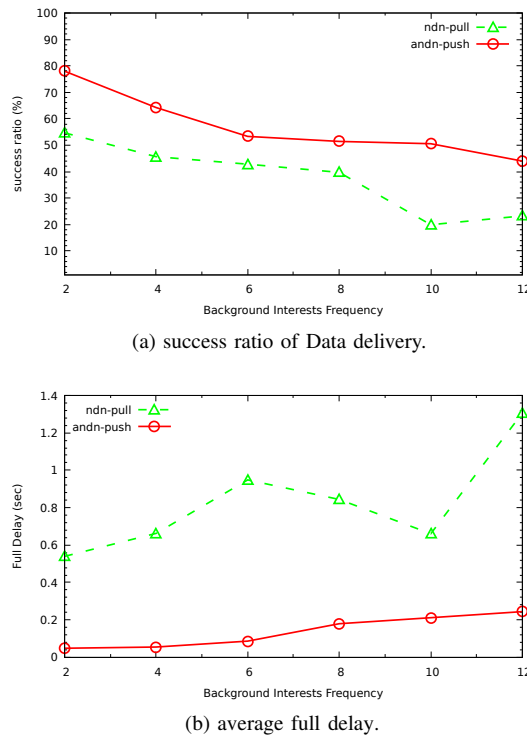 100
90
80
70
60
50
40
30
20
10
success ratio (%)
ndn-pull
andn-push
2 4 6 8 10 12
Background Interests Frequency
(a) success ratio of Data delivery.
1.4
1.2
1
0.8
0.6
0.4
0.2
0
Full Delay (sec)
ndn-pull
andn-push
2 4 6 8 10 12
Background Interests Frequency
(b) average full delay.